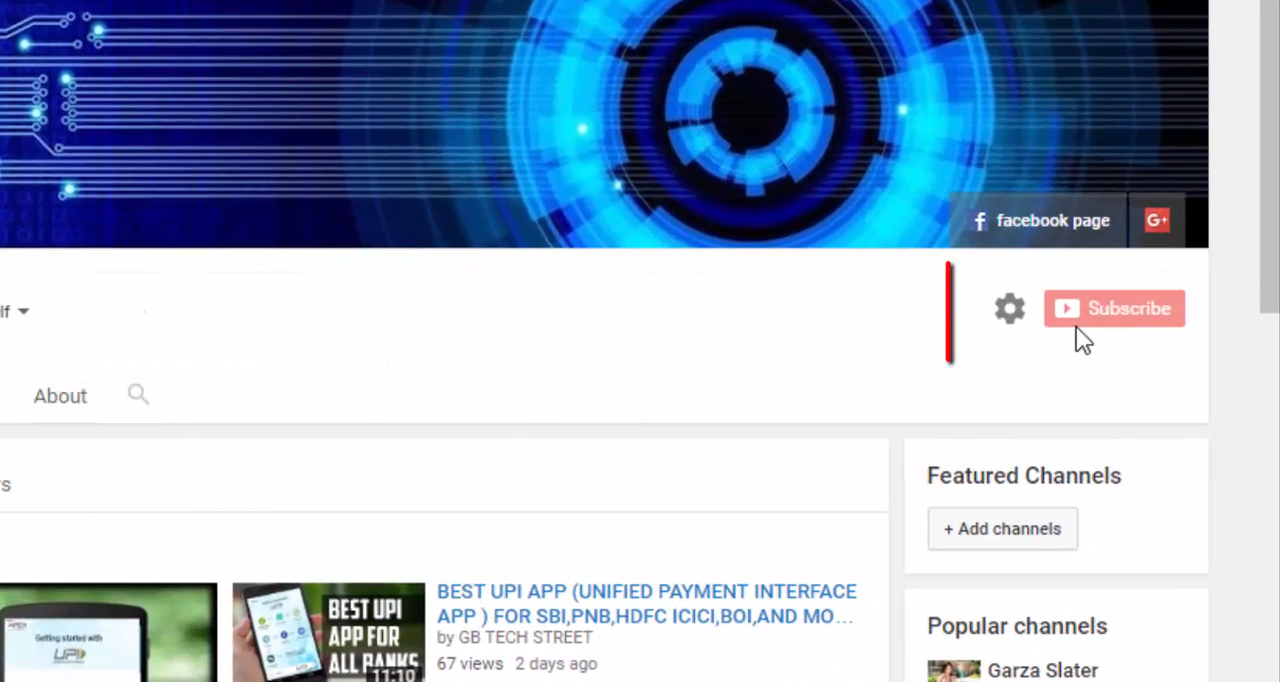 facebook page
G+
lf
Subscribe
About
s
Featured Channels
+ Add channels
BEST UPI APP (UNIFIED PAYMENT INTERFACE
APP ) FOR SBI,PNB,HDFC ICICI,BOI,AND MO...
by GB TECH STREET
67 views 2 days ago
Getting started with
UPI
BEST UPI
APP FOR
ALL BANKS
11:19
Popular channels
Garza Slater